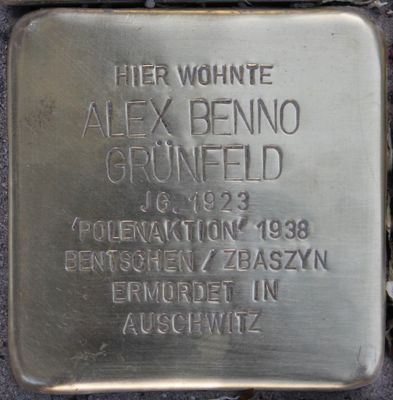 HIER WOHNTE
ALEX BENNO
GRÜNFELD
JG. 1923
'POLENAKTION' 1938
BENTSCHEN / ZBASZYN
ERMORDET IN
AUSCHWITZ